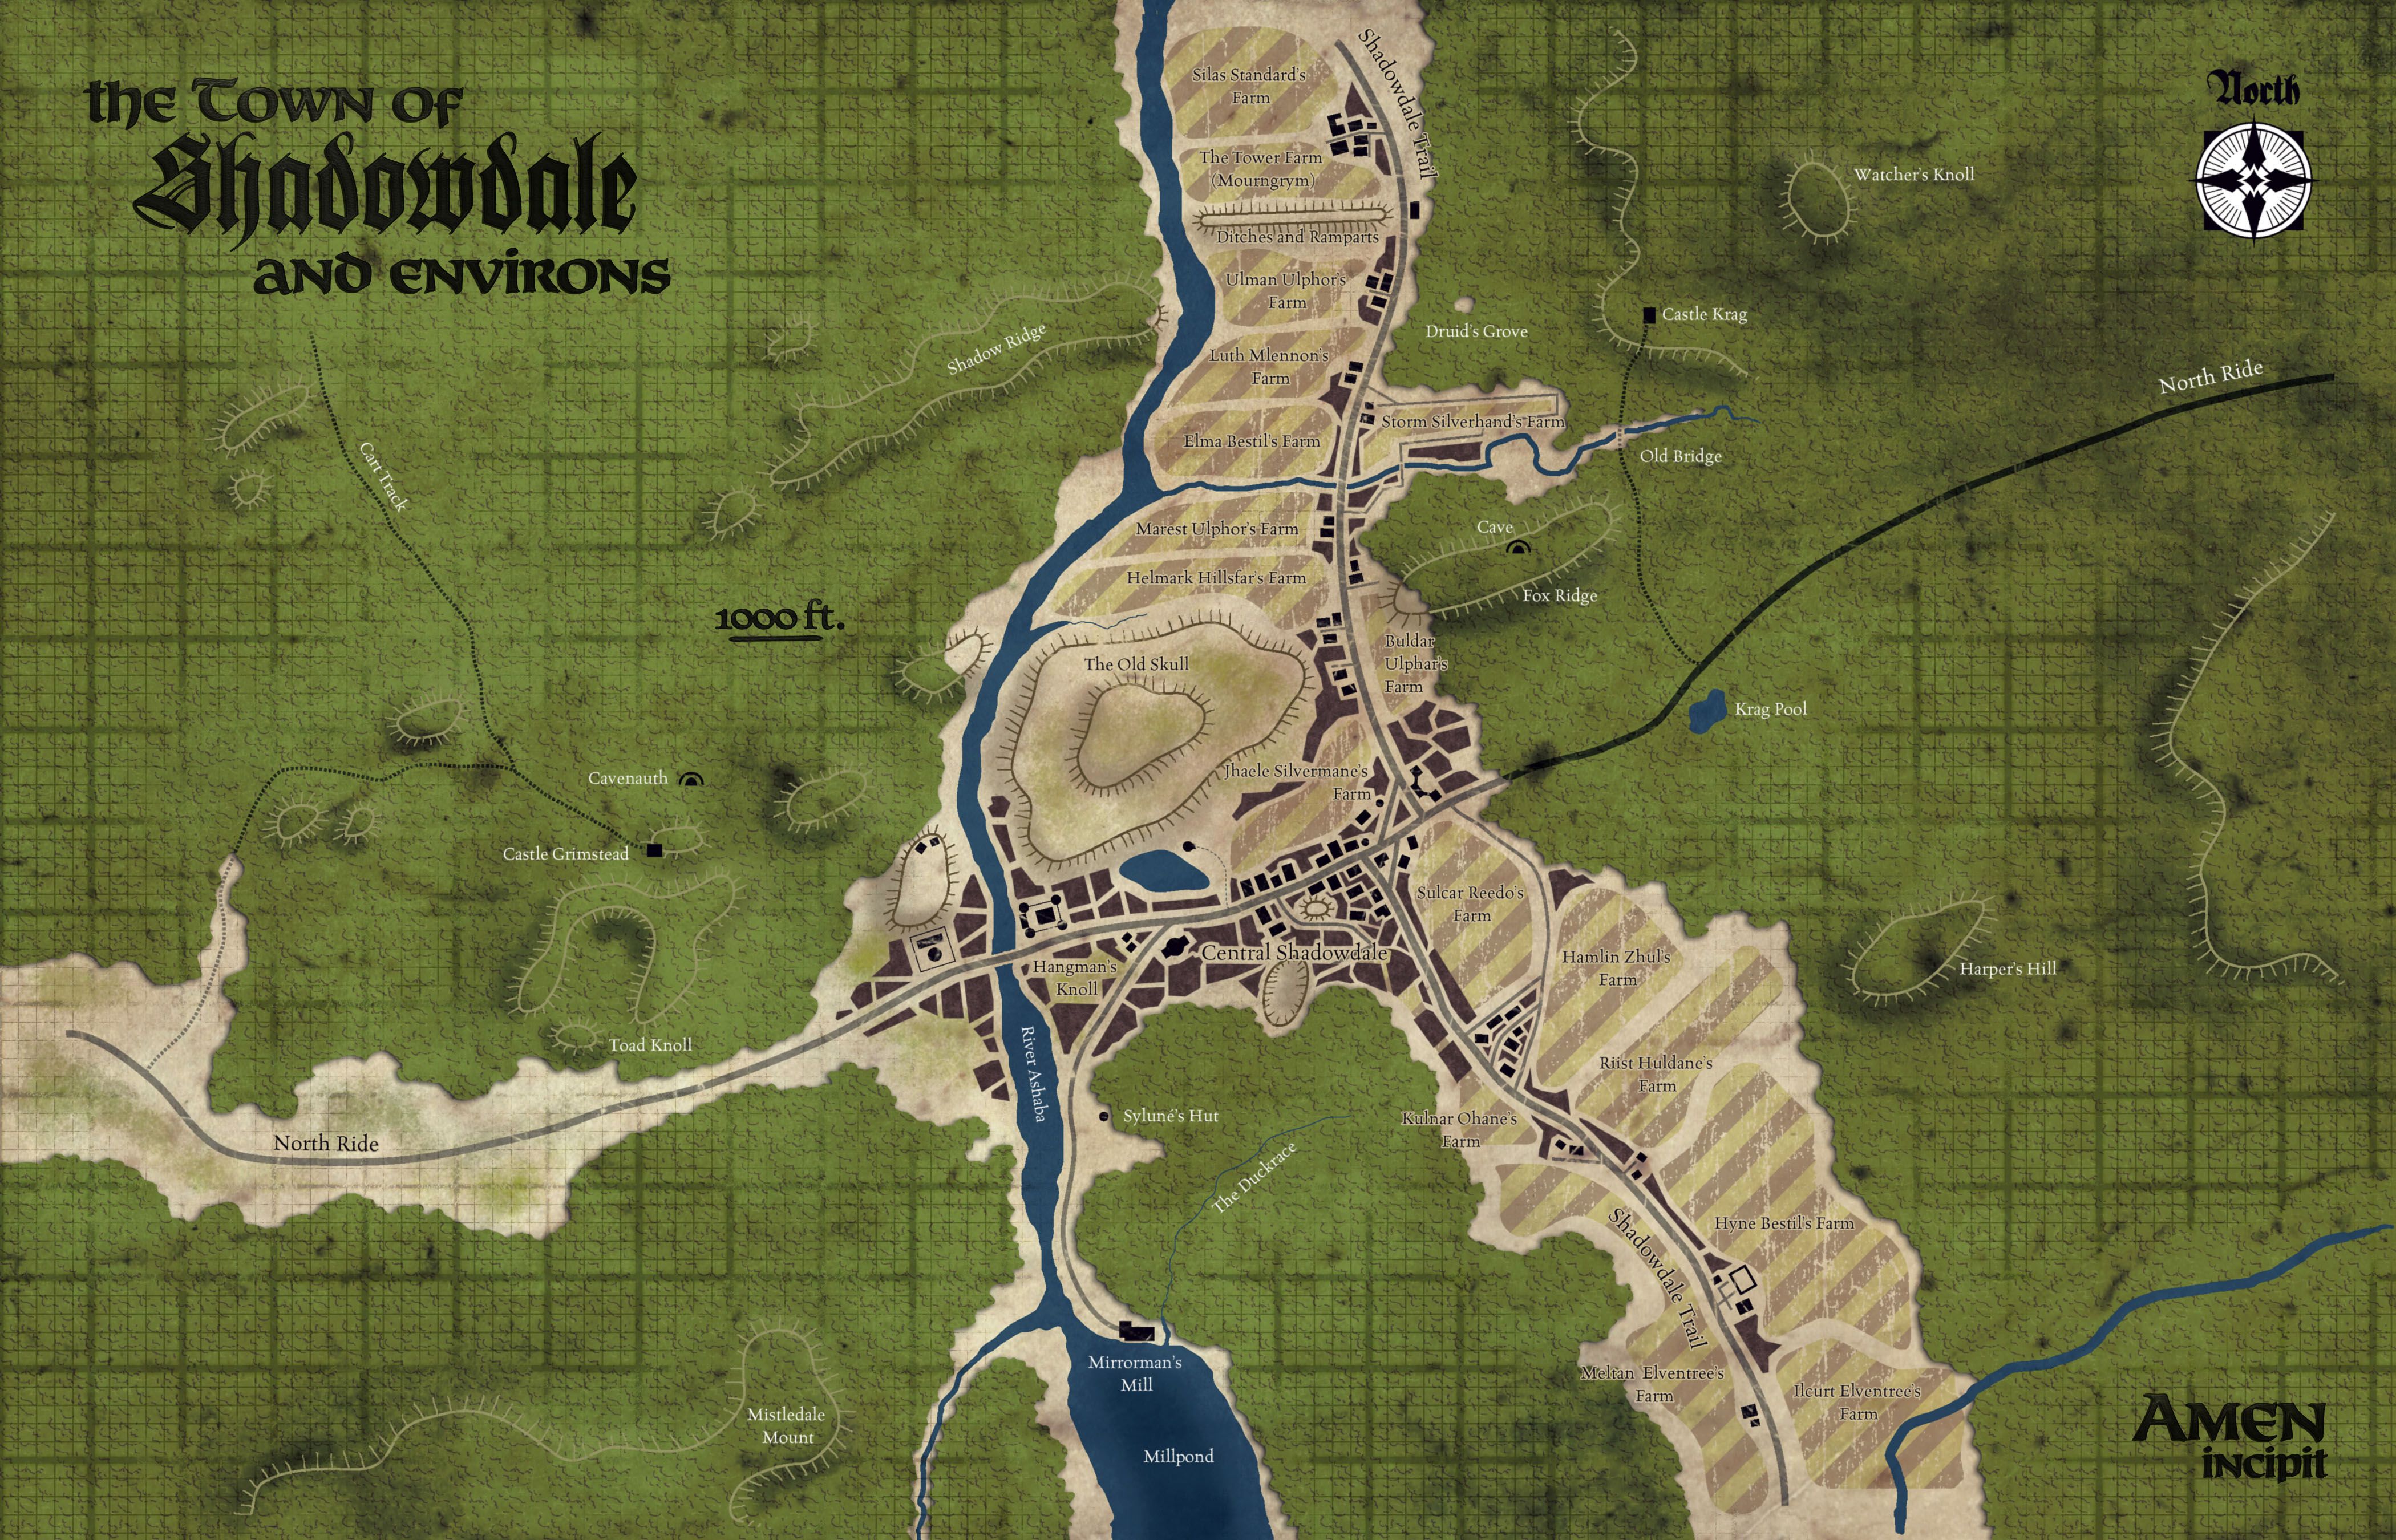 the Town of
Shadowdale
and environs
North
Shadowdale Trail
Silas Standard's
Farm
The Tower Farm
(Mourngrym)
Watcher's Knoll
Ditches and Ramparts
Ulman Ulphor's
Farm
Druid's Grove
Castle Krag
Shadow Ridge
Luth Mlennon's
Farm
North Ride
Storm Silverhand's Farm
Elma Bestil's Farm
Old Bridge
Cart Track
Marest Ulphor's Farm
Cave
Helmark Hillsfar's Farm
Fox Ridge
1000 ft.
The Old Skull
Buldar
Ulphar's
Farm
Krag Pool
Jhaele Silvermane's
Farm
Cavenauth
Castle Grimstead
Sulcar Reedo's
Farm
Central Shadowdale
Hamlin Zhul's
Farm
Hangman's
Knoll
Harper's Hill
Toad Knoll
River Ashaba
Riist Huldane's
Farm
Syluné's Hut
Kulnar Ohane's
Farm
North Ride
The Duckrace
Hyne Bestil's Farm
Shadowdale Trail
Mirrorman's
Mill
Meltan Elventree's
Farm
Ilcurt Elventree's
Farm
Mistledale
Mount
Millpond
Amen
incipit